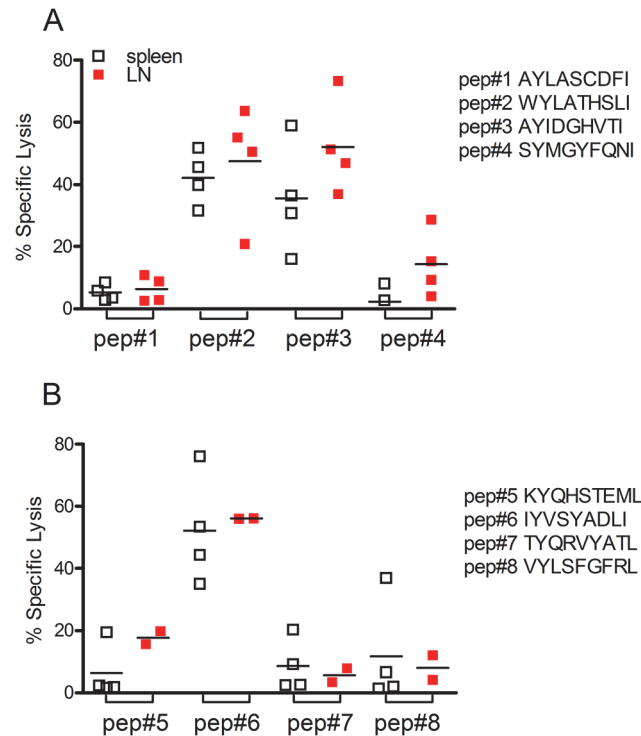 A
80
60
40
20
0
% Specific Lysis
spleen
LN
pep#1
pep#2
pep#3
pep#4
pep#1 AYLASCDFI
pep#2 WYLATHSLI
pep#3 AYIDGHVTI
pep#4 SYMGYFQNI
B
80
60
40
20
0
% Specific Lysis
pep#5
pep#6
pep#7
pep#8
pep#5 KYQHSTEML
pep#6 IYVSYADLI
pep#7 TYQRVYATL
pep#8 VYLSFGFRL